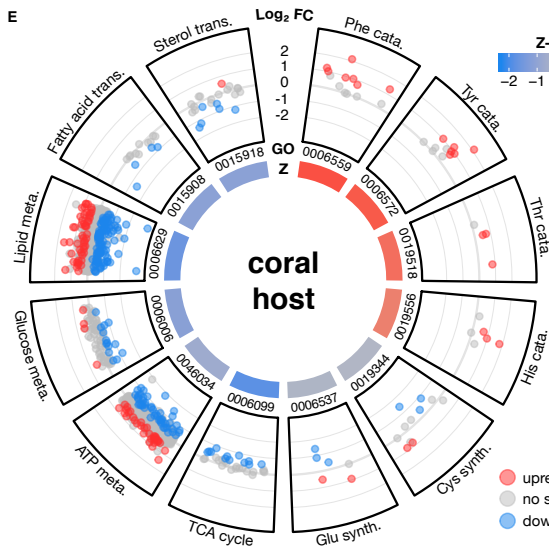 E
Log₂ FC
2
1
0
-1
-2
GO
Z
Phe cata.
Tyr cata.
Thr cata.
His cata.
Cys synth.
Glu synth.
TCA cycle
ATP meta.
Glucose meta.
Lipid meta.
Fatty acid trans.
Sterol trans.
0006559
0006572
0019518
0019556
0019344
0006537
0006099
0046034
0006006
0006629
0015908
0015918
coral
host
Z-
-2 -1
upre
no s
dow